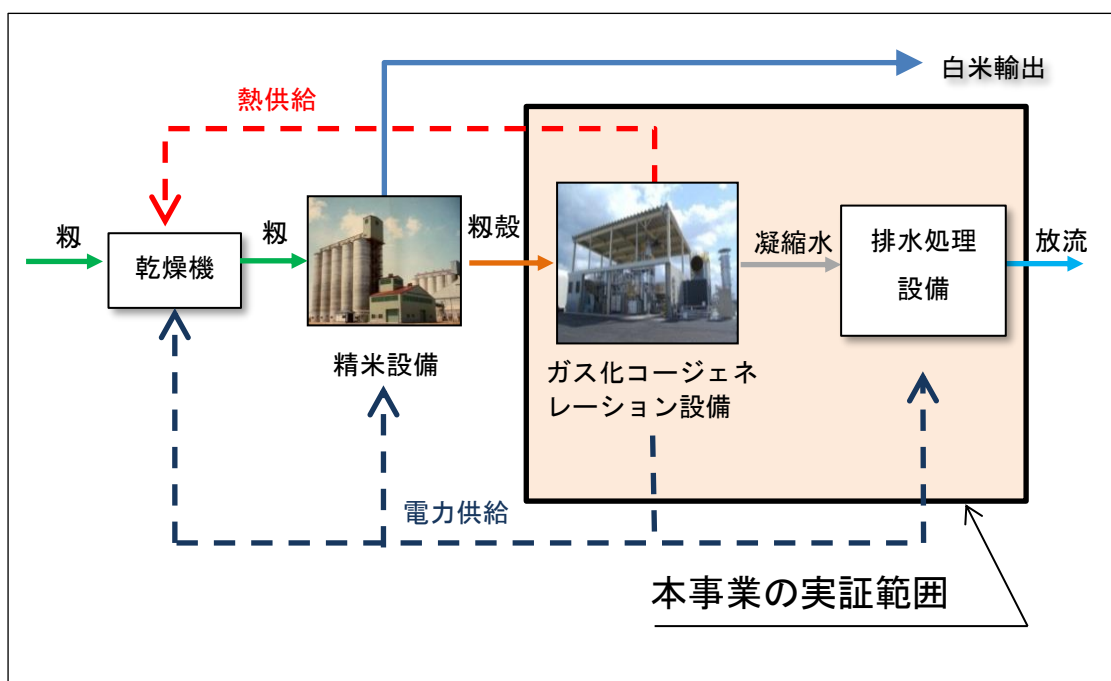 白米輸出
熱供給
籾
乾燥機
籾
精米設備
籾殻
ガス化コージェネ
レーション設備
凝縮水
排水処理
設備
放流
電力供給
本事業の実証範囲